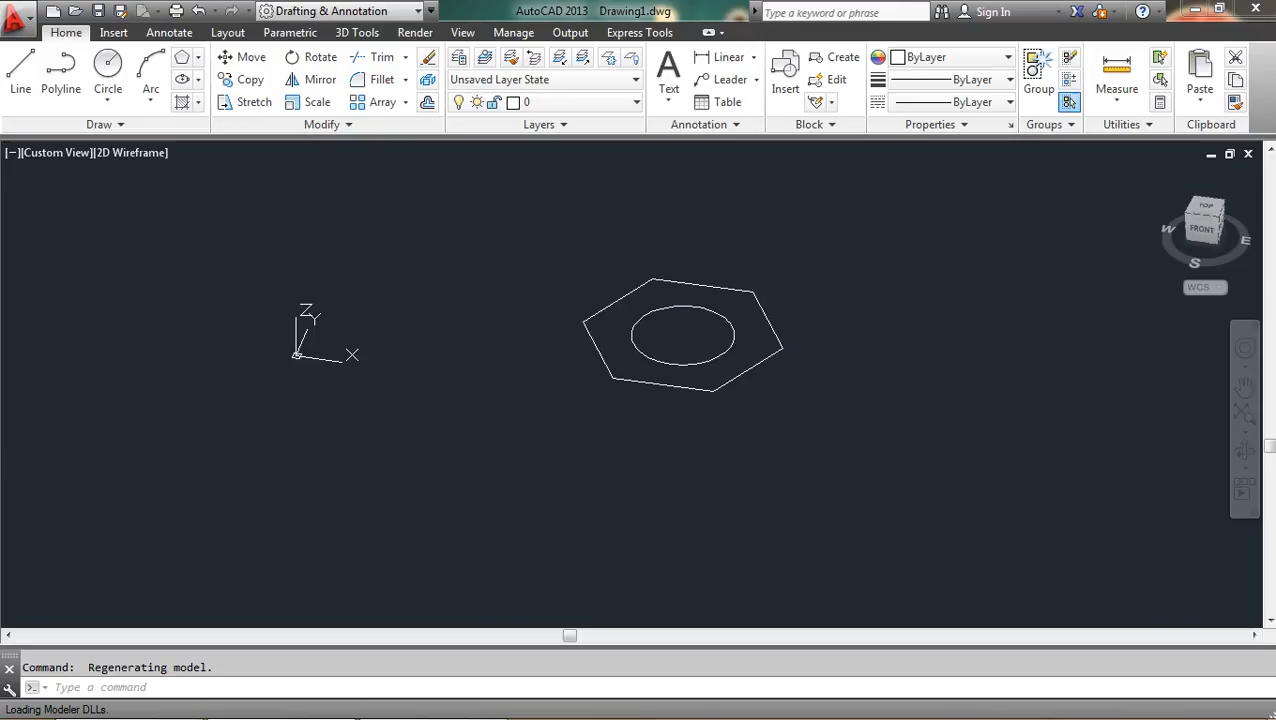 Drafting & Annotation
AutoCAD 2013 Drawing1.dwg
Type a keyword or phrase
Sign In
Home Insert Annotate Layout Parametric 3D Tools Render View Manage Output Express Tools
Line
Polyline
Circle
Arc
Draw
Move Rotate Trim
Copy Mirror Fillet
Stretch Scale Array
Modify
Unsaved Layer State
0
Layers
Text
Linear
Leader
Table
Annotation
Insert
Create
Edit
Block
ByLayer
ByLayer
ByLayer
Properties
Group
Groups
Measure
Utilities
Paste
Clipboard
[−][Custom View][2D Wireframe]
TOP
FRONT
W
E
S
WCS
Z
Y
X
Command: Regenerating model.
Type a command
Loading Modeler DLLs.